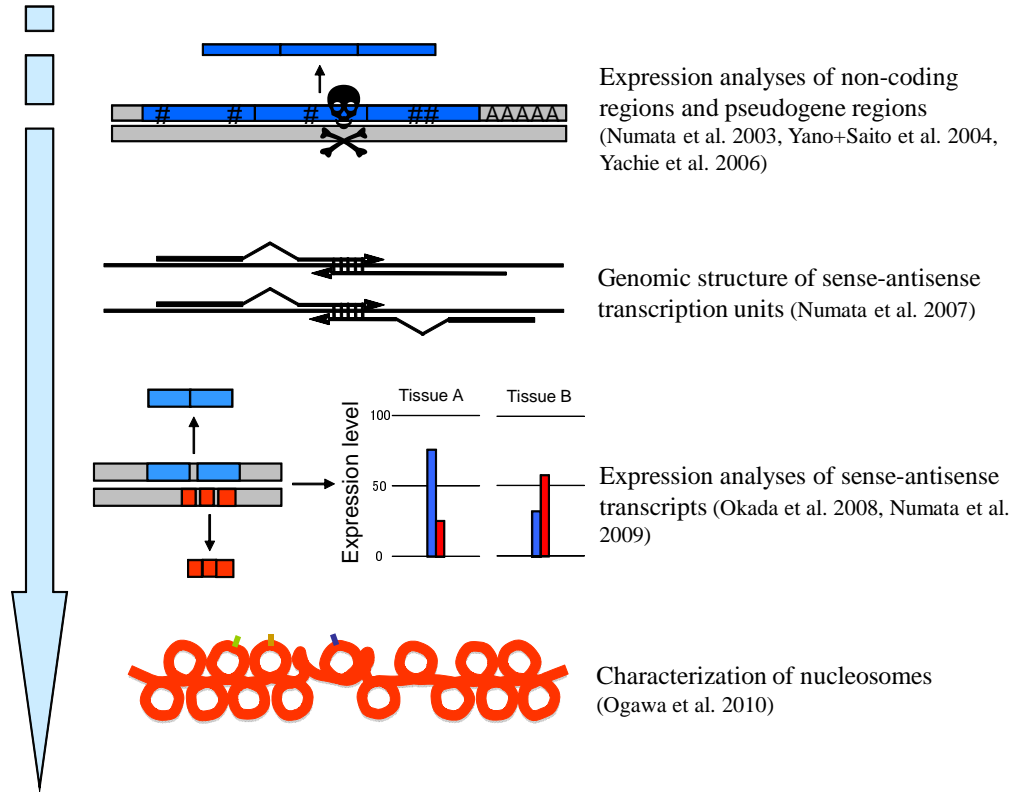 # # # ## AAAAA
Expression analyses of non-coding
regions and pseudogene regions
(Numata et al. 2003, Yano+Saito et al. 2004,
Yachie et al. 2006)
Genomic structure of sense-antisense
transcription units (Numata et al. 2007)
Tissue A Tissue B
Expression level
100
50
0
Expression analyses of sense-antisense
transcripts (Okada et al. 2008, Numata et al.
2009)
Characterization of nucleosomes
(Ogawa et al. 2010)